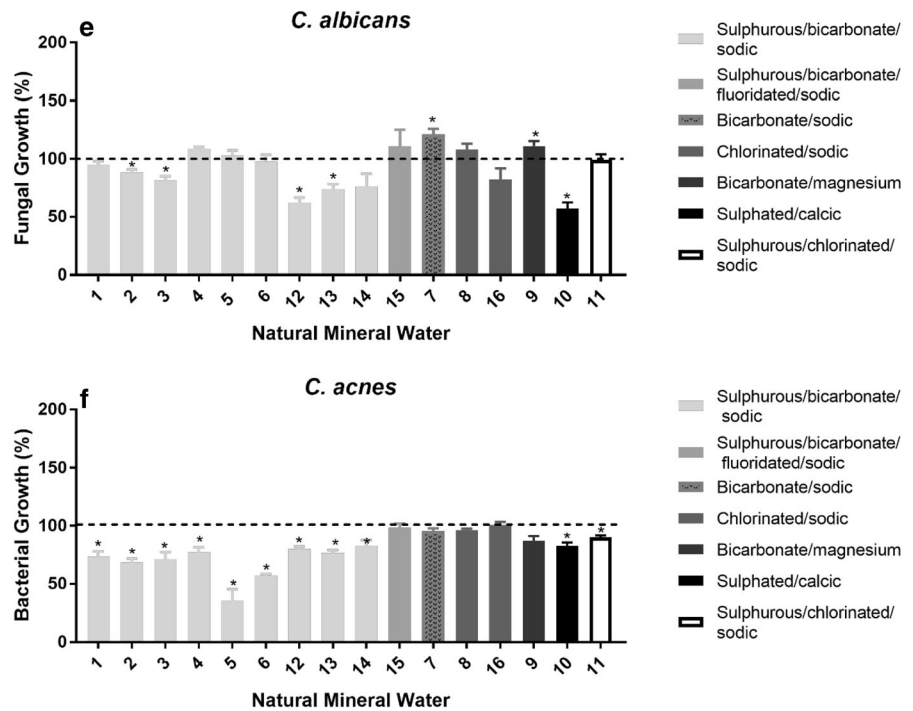 e
C. albicans
Fungal Growth (%)
200
150
100
50
0
*
*
*
*
*
*
*
1
2
3
4
5
6
12
13
14
15
7
8
16
9
10
11
Natural Mineral Water
Sulphurous/bicarbonate/
sodic
Sulphurous/bicarbonate/
fluoridated/sodic
Bicarbonate/sodic
Chlorinated/sodic
Bicarbonate/magnesium
Sulphated/calcic
Sulphurous/chlorinated/
sodic
f
C. acnes
Bacterial Growth (%)
200
150
100
50
0
*
*
*
*
*
*
*
*
*
*
*
1
2
3
4
5
6
12
13
14
15
7
8
16
9
10
11
Natural Mineral Water
Sulphurous/bicarbonate/
sodic
Sulphurous/bicarbonate/
fluoridated/sodic
Bicarbonate/sodic
Chlorinated/sodic
Bicarbonate/magnesium
Sulphated/calcic
Sulphurous/chlorinated/
sodic